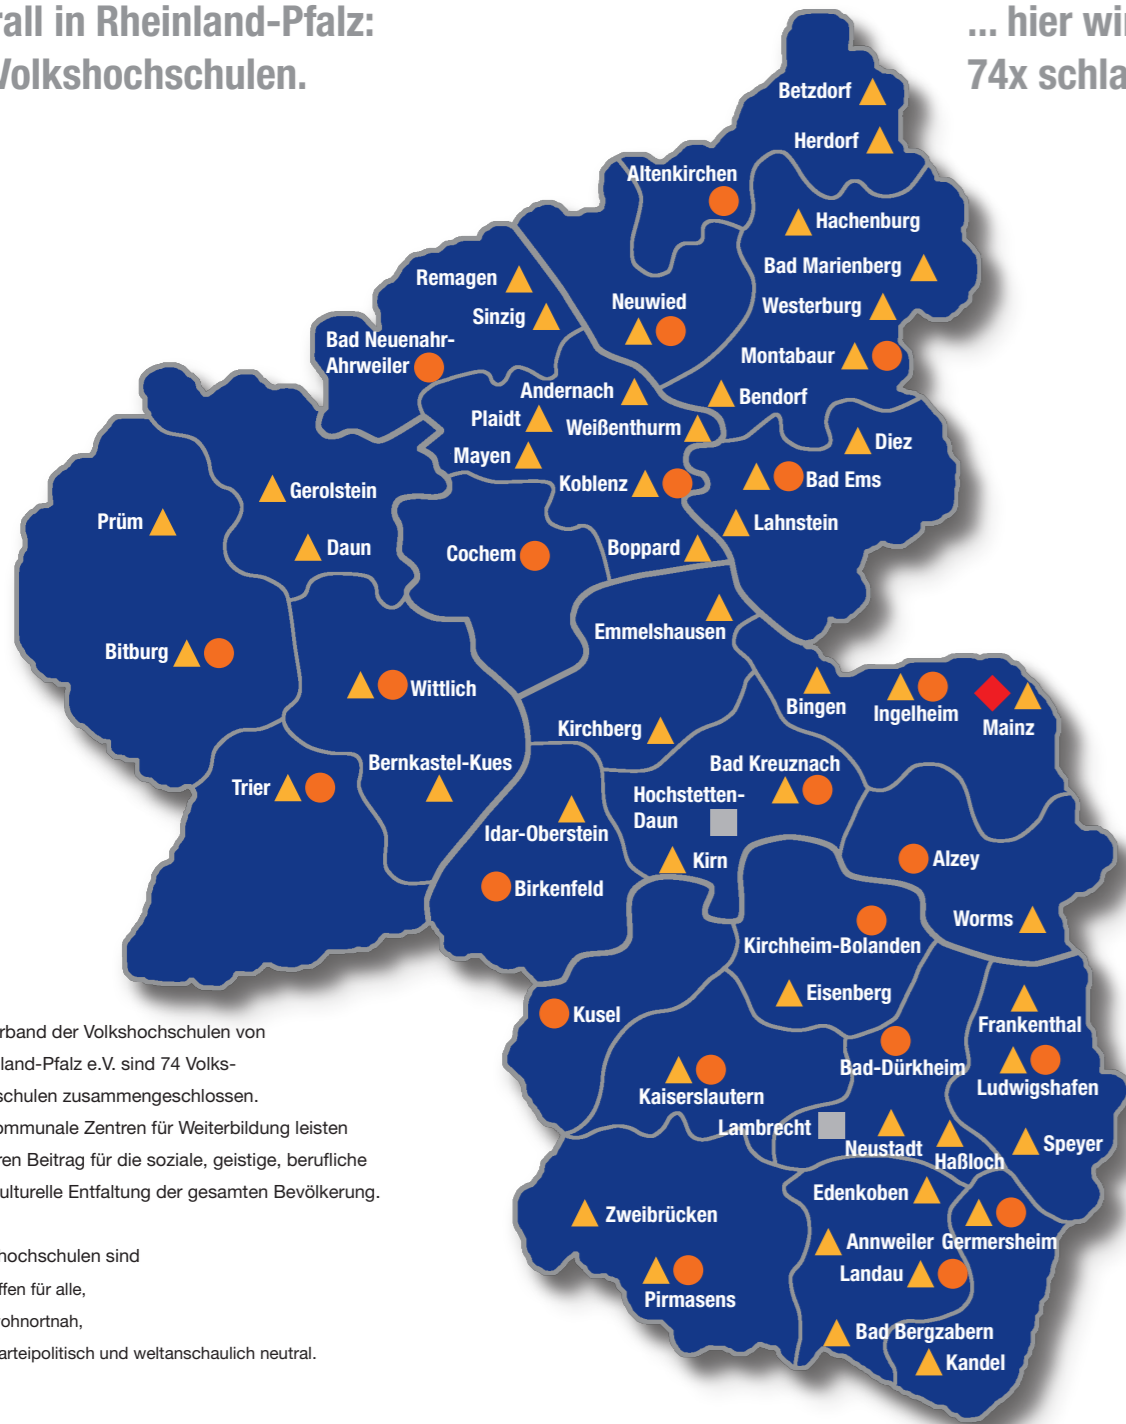 rall in Rheinland-Pfalz:
Volkshochschulen.
... hier wir
74x schla
Betzdorf
Herdorf
Altenkirchen
Hachenburg
Bad Marienberg
Remagen
Neuwied
Westerburg
Sinzig
Bad Neuenahr-
Ahrweiler
Montabaur
Andernach
Bendorf
Plaidt
Weißenthurm
Diez
Mayen
Koblenz
Bad Ems
Gerolstein
Prüm
Lahnstein
Daun
Cochem
Boppard
Emmelshausen
Bitburg
Wittlich
Bingen
Ingelheim
Mainz
Kirchberg
Bernkastel-Kues
Bad Kreuznach
Trier
Hochstetten-
Daun
Idar-Oberstein
Kirn
Alzey
Birkenfeld
Worms
Kirchheim-Bolanden
Eisenberg
Kusel
Frankenthal
Bad-Dürkheim
Ludwigshafen
Kaiserslautern
Lambrecht
Neustadt
Haßloch
Speyer
Edenkoben
Zweibrücken
Annweiler
Germersheim
Landau
Pirmasens
Bad Bergzabern
Kandel
rband der Volkshochschulen von
land-Pfalz e.V. sind 74 Volks-
schulen zusammengeschlossen.
ommunale Zentren für Weiterbildung leisten
ren Beitrag für die soziale, geistige, berufliche
ulturelle Entfaltung der gesamten Bevölkerung.
hochschulen sind
ffen für alle,
ohnortnah,
arteipolitisch und weltanschaulich neutral.